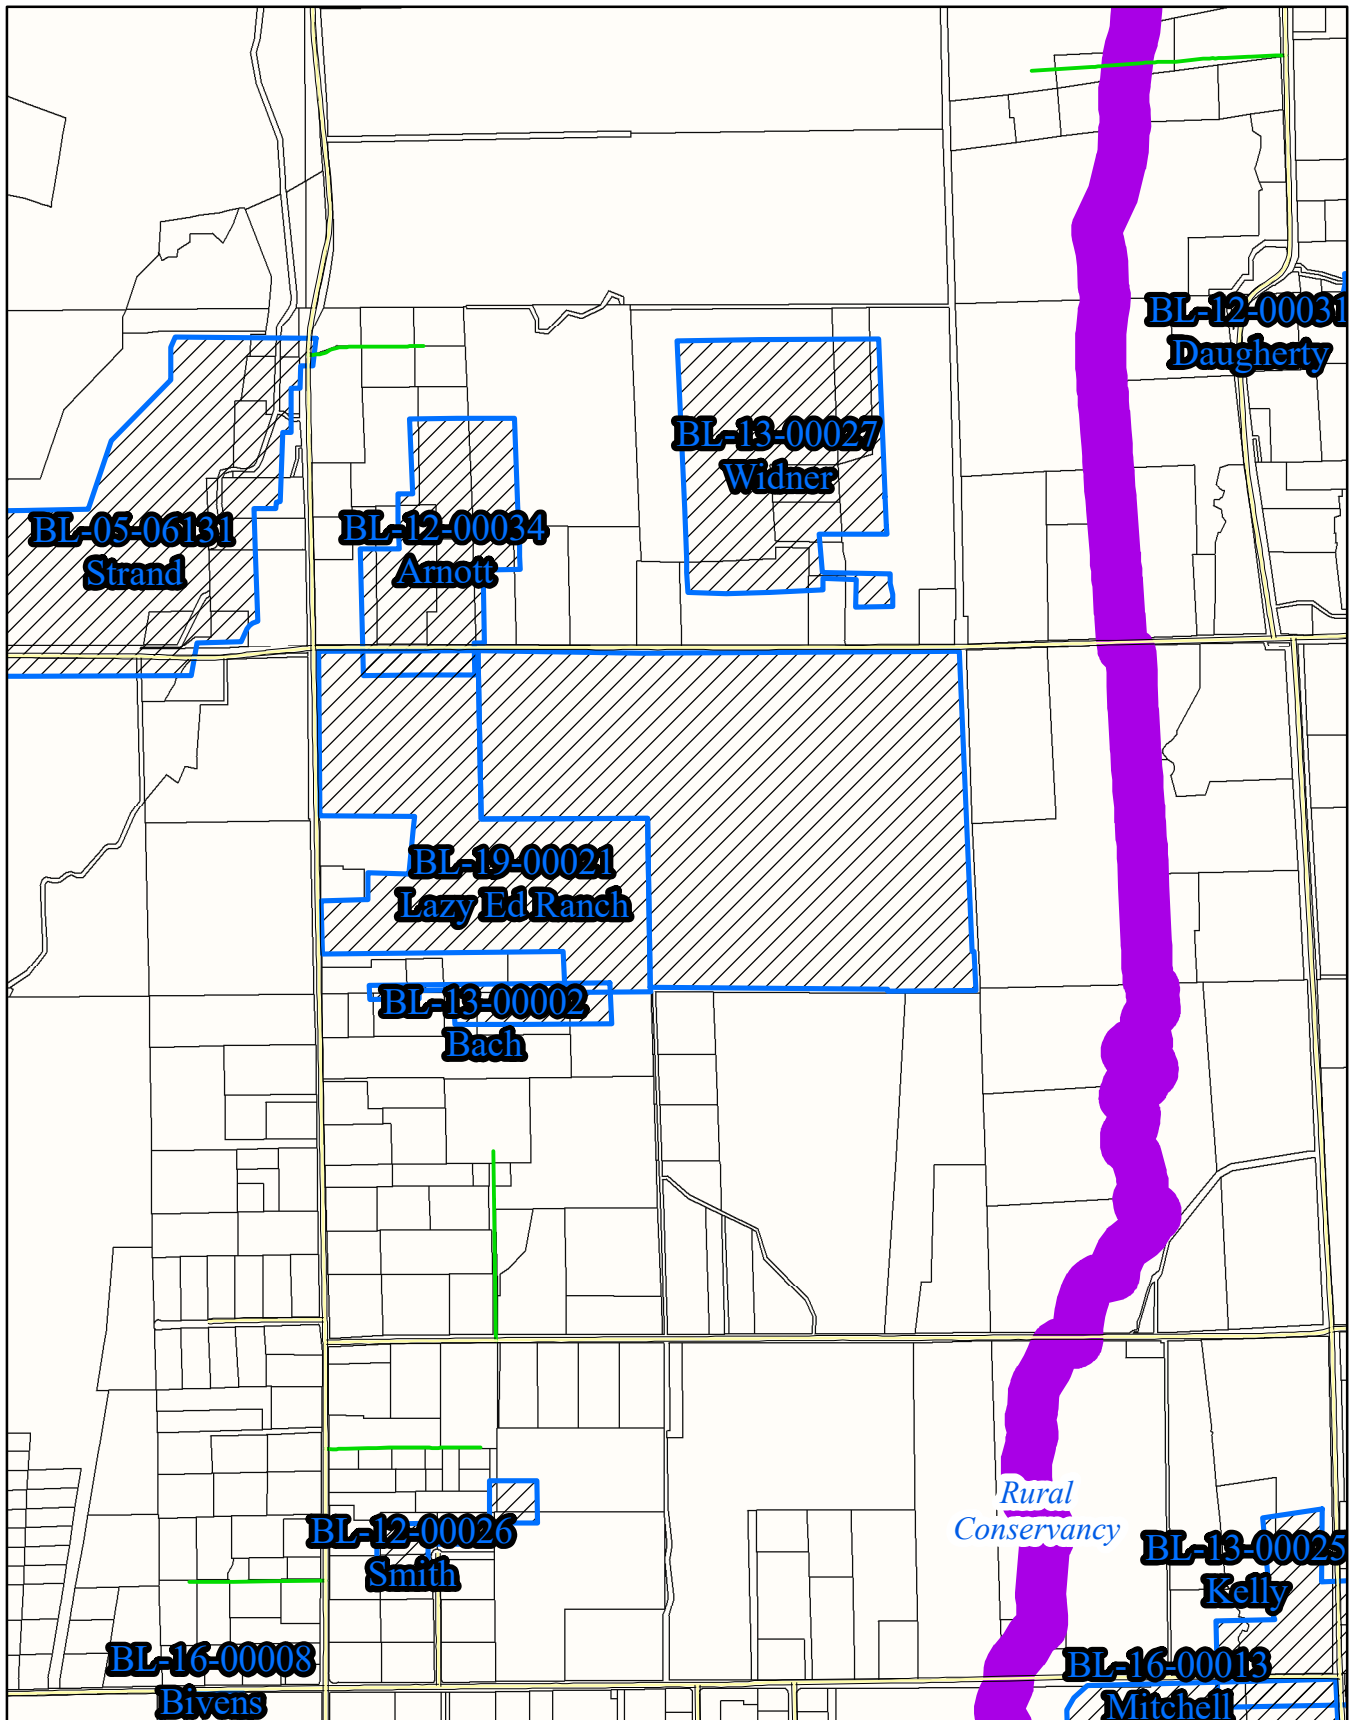 BL-12-00031
Daugherty
BL-13-00027
Widner
BL-05-06131
Strand
BL-12-00034
Arnott
BL-19-00021
Lazy Ed Ranch
BL-13-00002
Bach
Rural
Conservancy
BL-12-00026
Smith
BL-13-00025
Kelly
BL-16-00008
Bivens
BL-16-00013
Mitchell